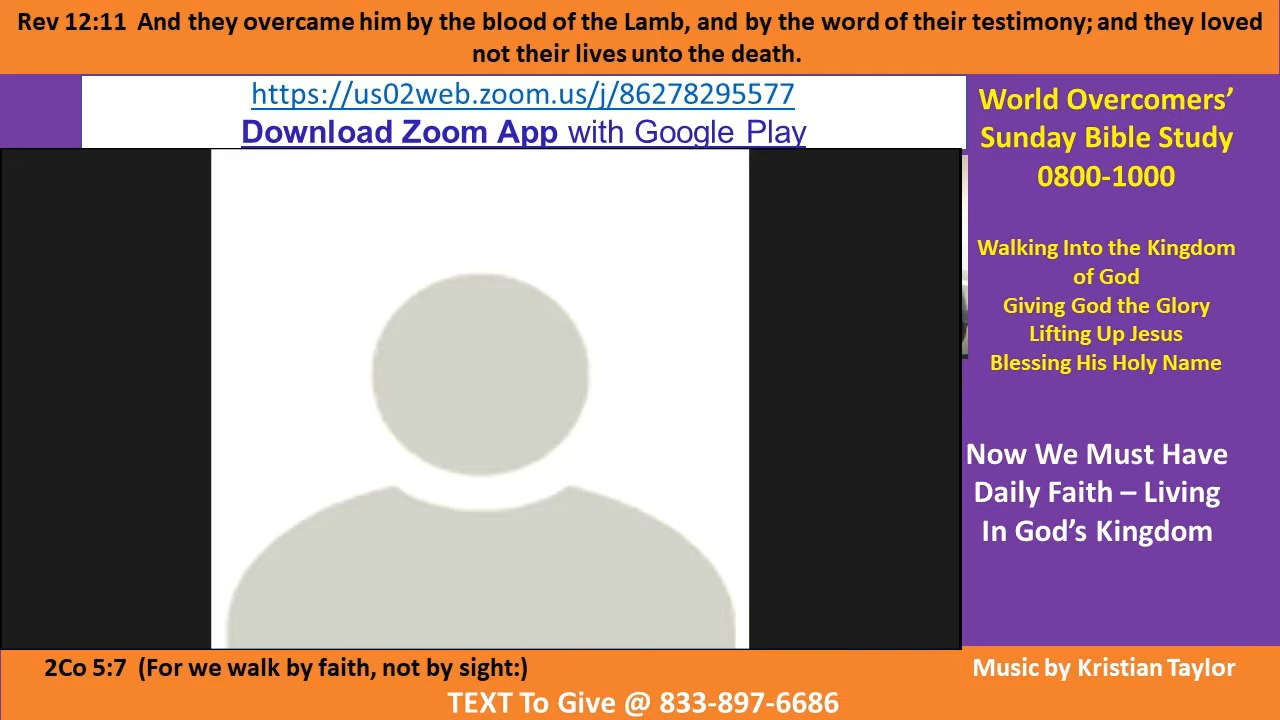 Rev 12:11  And they overcame him by the blood of the Lamb, and by the word of their testimony; and they loved
not their lives unto the death.
https://us02web.zoom.us/j/86278295577
Download Zoom App with Google Play
World Overcomers’
Sunday Bible Study
0800-1000
Walking Into the Kingdom
of God
Giving God the Glory
Lifting Up Jesus
Blessing His Holy Name
Now We Must Have
Daily Faith – Living
In God’s Kingdom
2Co 5:7  (For we walk by faith, not by sight:)
Music by Kristian Taylor
TEXT To Give @ 833-897-6686